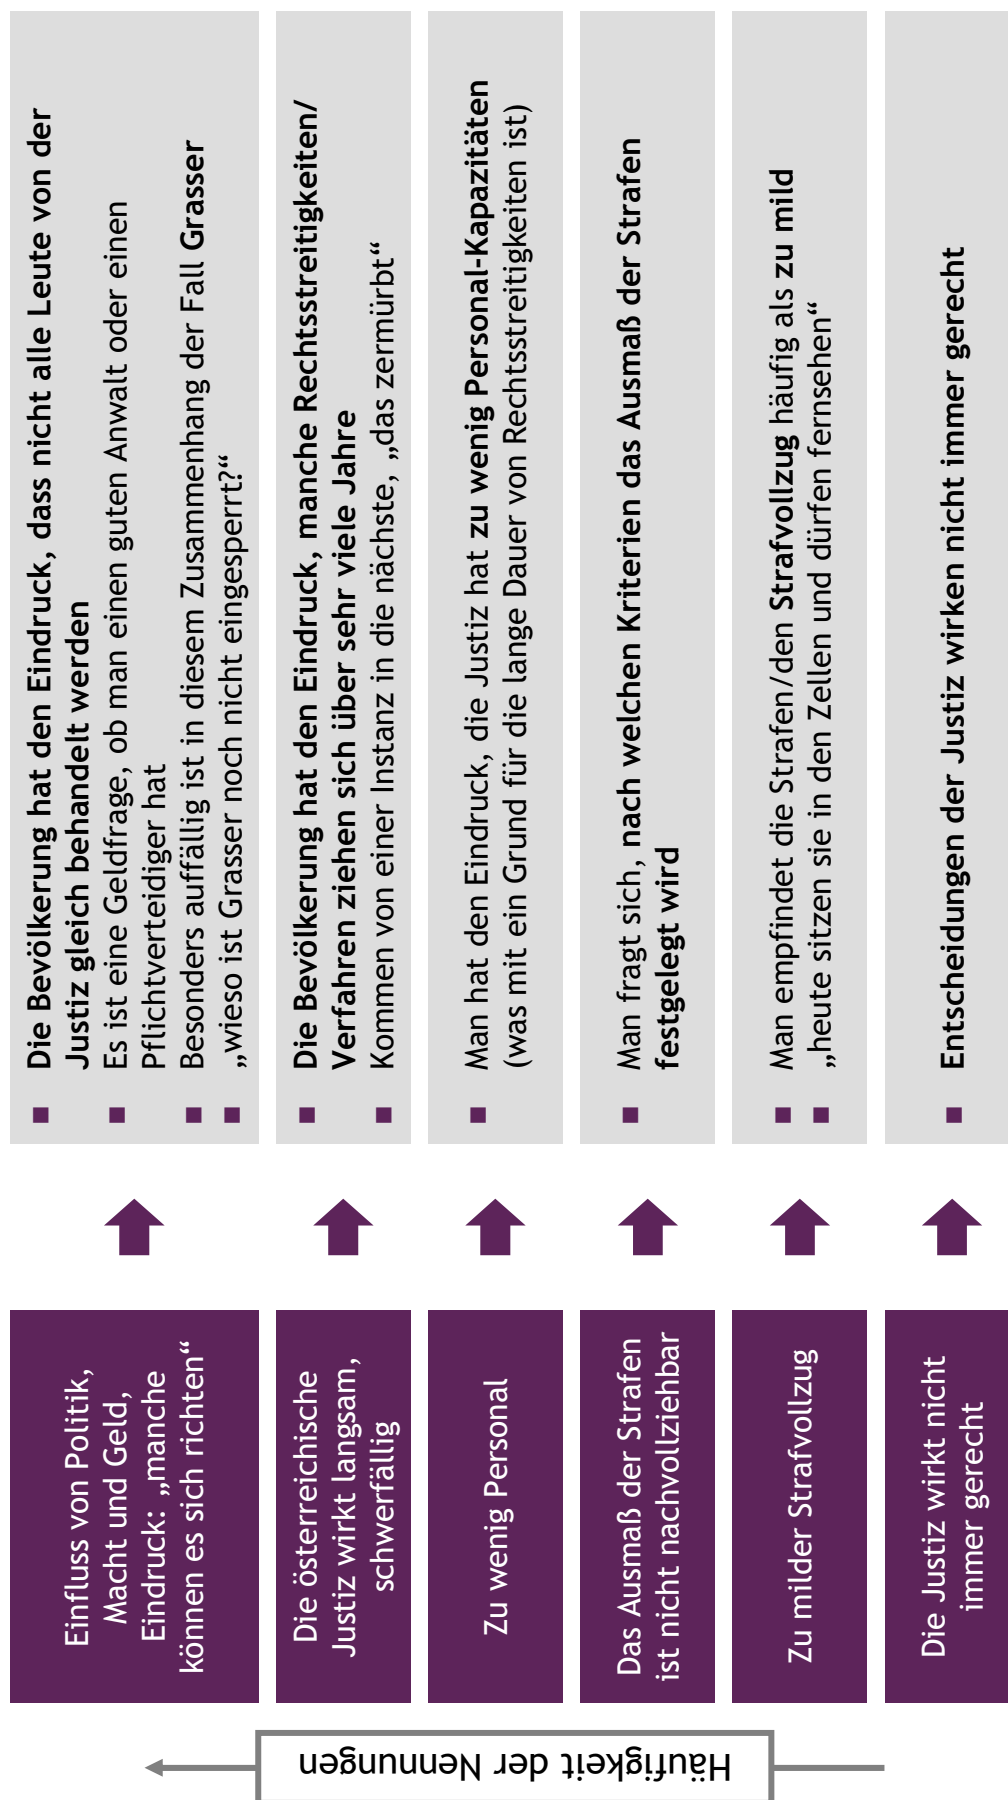 Häufigkeit der Nennungen
Einfluss von Politik,
Macht und Geld,
Eindruck: „manche
können es sich richten“
Die Bevölkerung hat den Eindruck, dass nicht alle Leute von der
Justiz gleich behandelt werden
Es ist eine Geldfrage, ob man einen guten Anwalt oder einen
Pflichtverteidiger hat
Besonders auffällig ist in diesem Zusammenhang der Fall Grasser
„wieso ist Grasser noch nicht eingesperrt?“
Die österreichische
Justiz wirkt langsam,
schwerfällig
Die Bevölkerung hat den Eindruck, manche Rechtsstreitigkeiten/
Verfahren ziehen sich über sehr viele Jahre
Kommen von einer Instanz in die nächste, „das zermürbt“
Zu wenig Personal
Man hat den Eindruck, die Justiz hat zu wenig Personal-Kapazitäten
(was mit ein Grund für die lange Dauer von Rechtsstreitigkeiten ist)
Das Ausmaß der Strafen
ist nicht nachvollziehbar
Man fragt sich, nach welchen Kriterien das Ausmaß der Strafen
festgelegt wird
Zu milder Strafvollzug
Man empfindet die Strafen/den Strafvollzug häufig als zu mild
„heute sitzen sie in den Zellen und dürfen fernsehen“
Die Justiz wirkt nicht
immer gerecht
Entscheidungen der Justiz wirken nicht immer gerecht